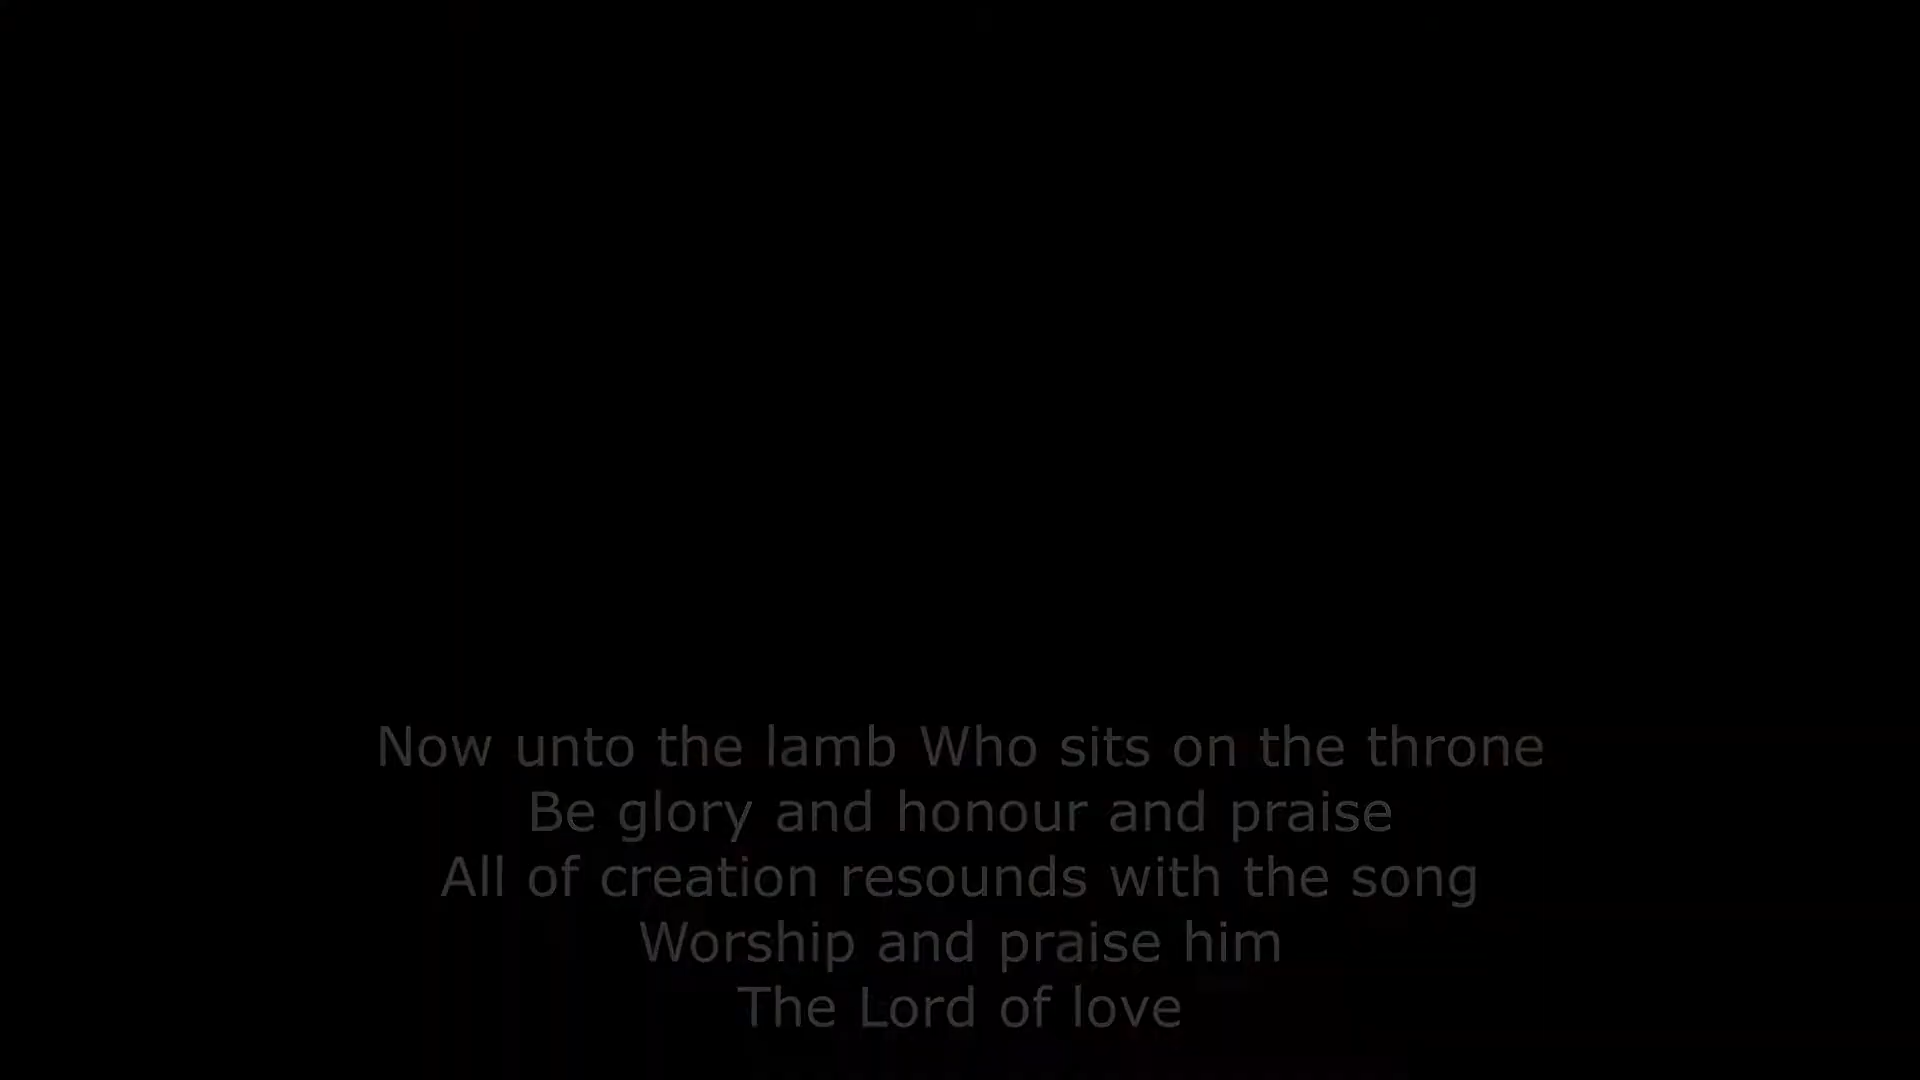 Now unto the lamb Who sits on the throne
Be glory and honour and praise
All of creation resounds with the song
Worship and praise him
The Lord of love